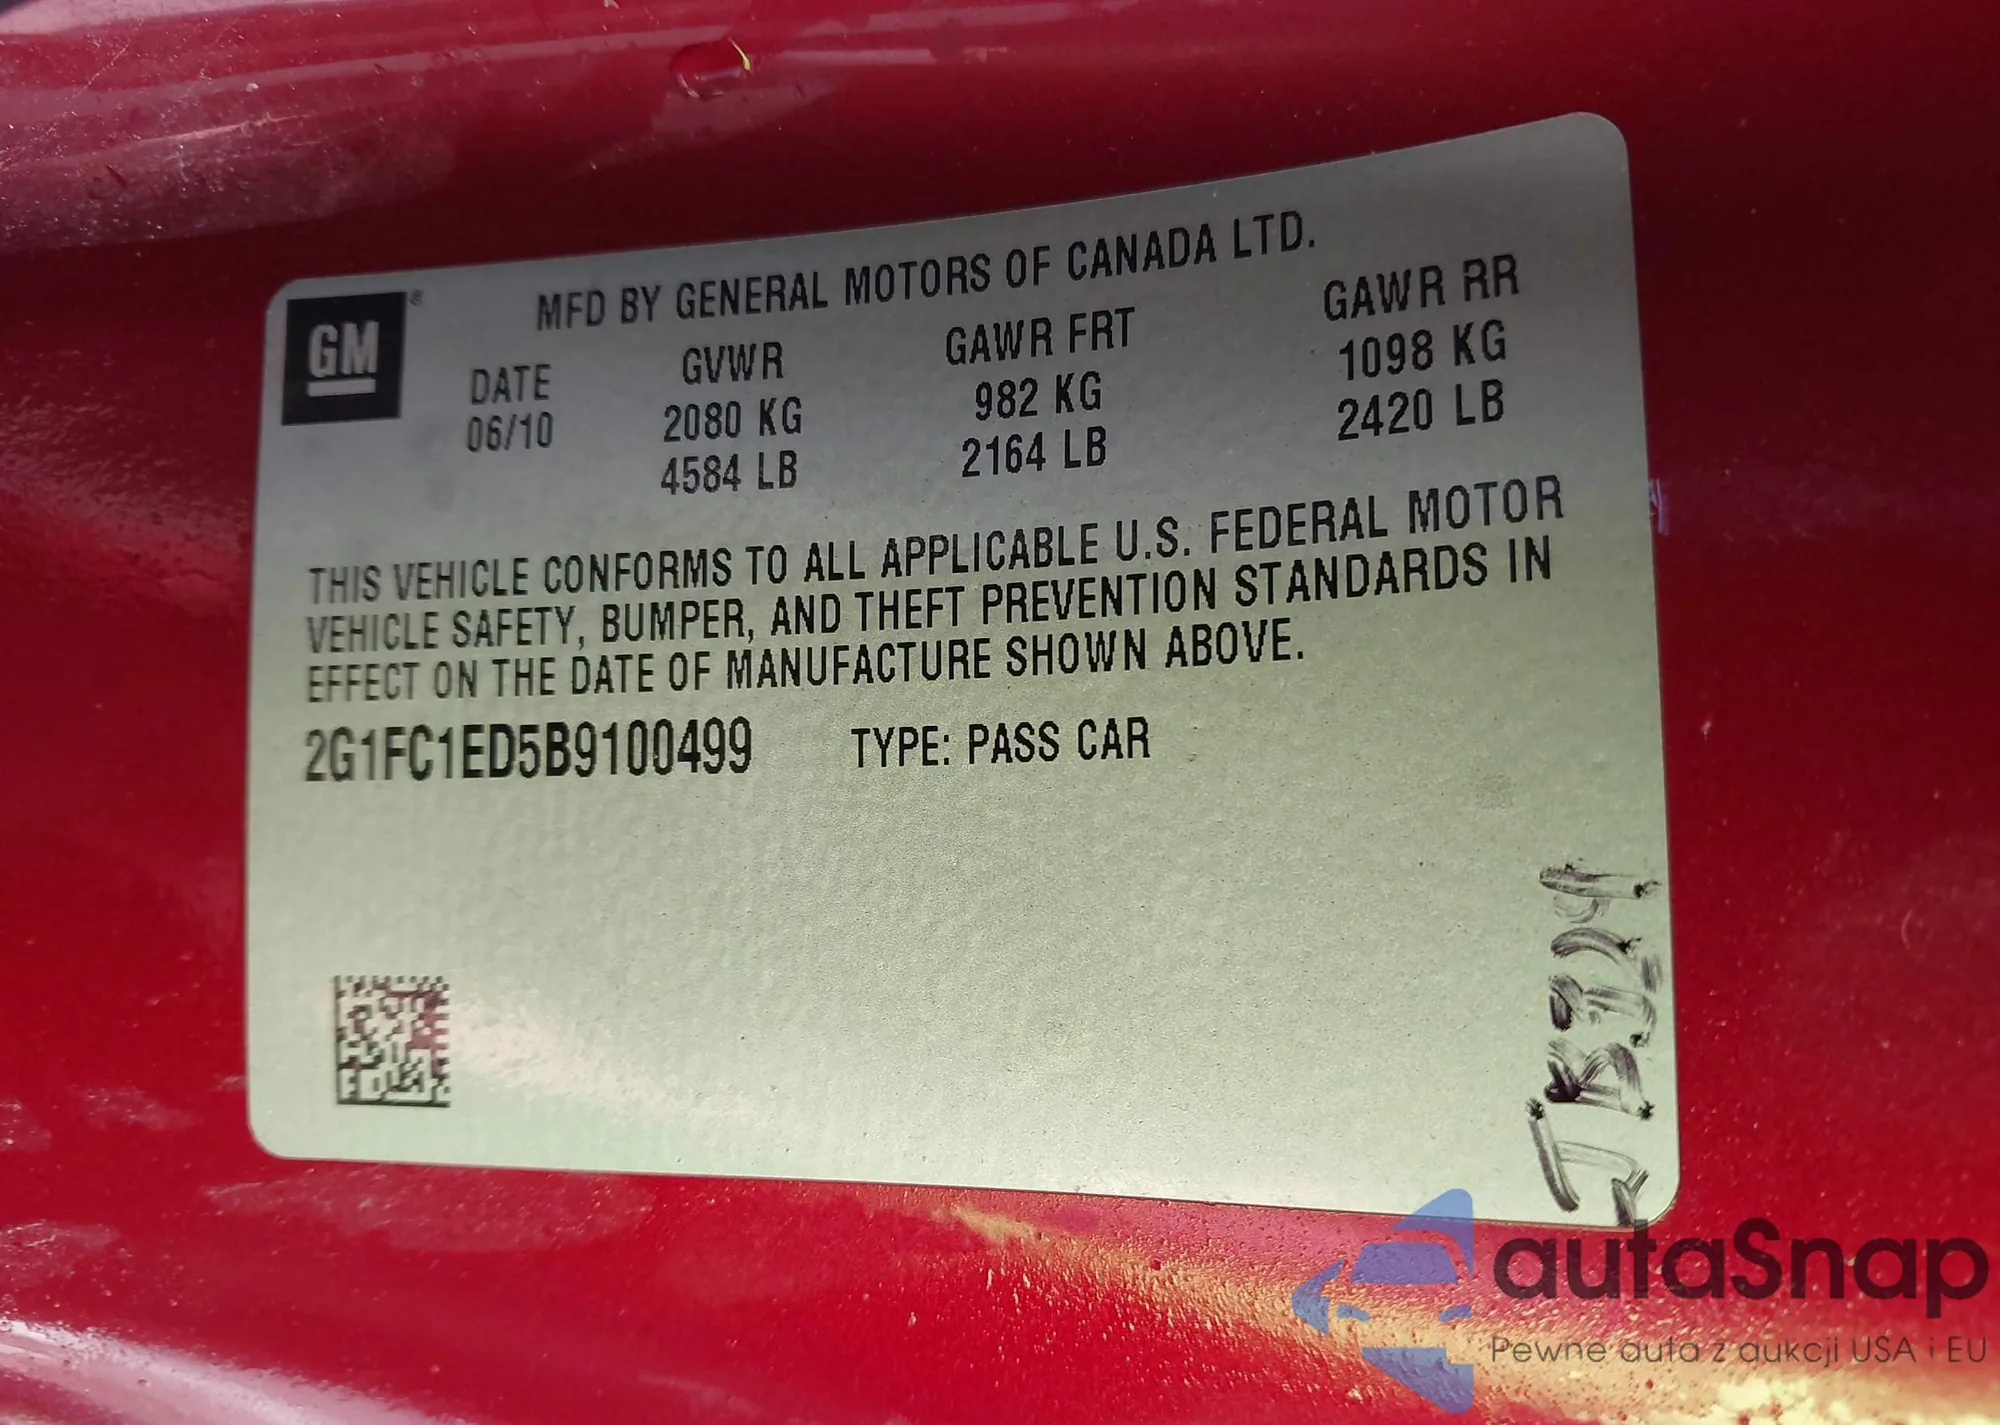 GM®
MFD BY GENERAL MOTORS OF CANADA LTD.
DATE GVWR GAWR FRT GAWR RR
06/10 2080 KG 982 KG 1098 KG
4584 LB 2164 LB 2420 LB
THIS VEHICLE CONFORMS TO ALL APPLICABLE U.S. FEDERAL MOTOR
VEHICLE SAFETY, BUMPER, AND THEFT PREVENTION STANDARDS IN
EFFECT ON THE DATE OF MANUFACTURE SHOWN ABOVE.
2G1FC1ED5B9100499 TYPE: PASS CAR
autaSnap
Pewne auta z aukcji USA i EU